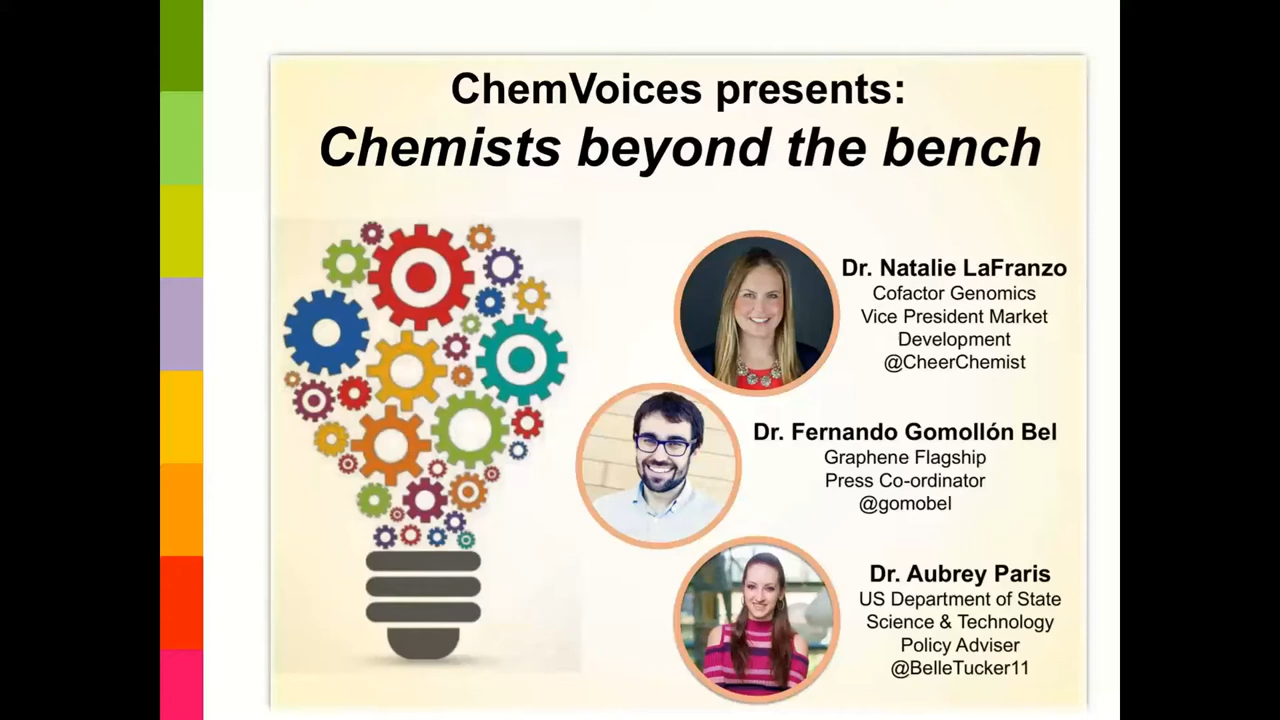 ChemVoices presents:
Chemists beyond the bench
Dr. Natalie LaFranzo
Cofactor Genomics
Vice President Market
Development
@CheerChemist
Dr. Fernando Gomollón Bel
Graphene Flagship
Press Co-ordinator
@gomobel
Dr. Aubrey Paris
US Department of State
Science & Technology
Policy Adviser
@BelleTucker11